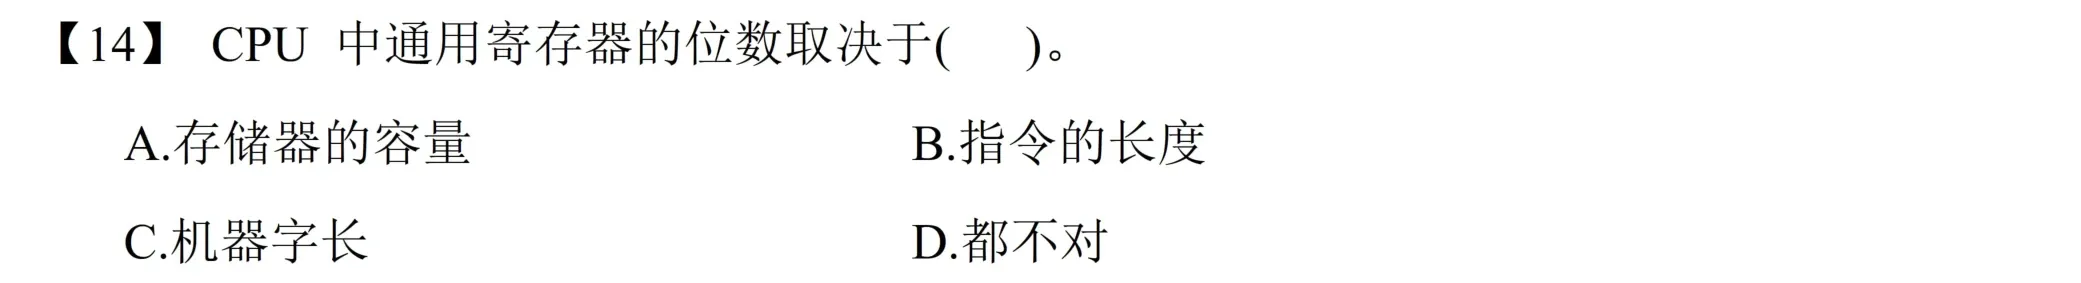 【14】 CPU 中通用寄存器的位数取决于(  )。
A.存储器的容量 B.指令的长度
C.机器字长 D.都不对